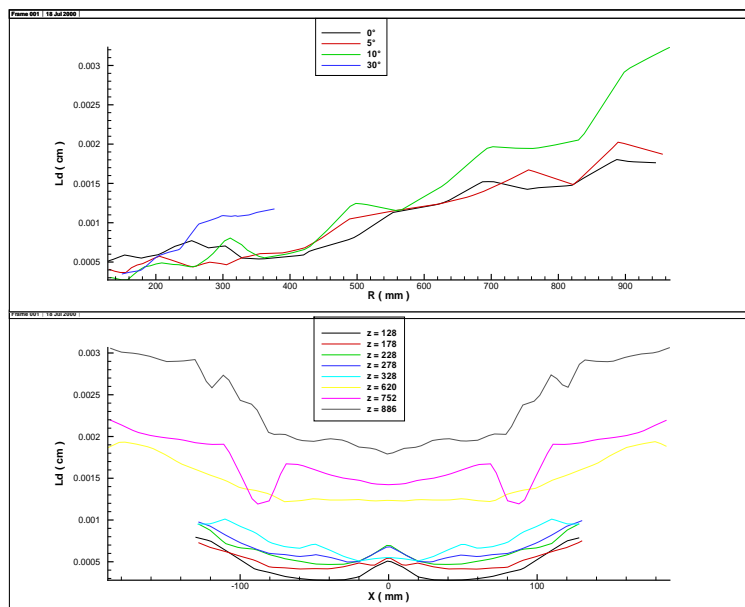 Frame 001 | 18 Jul 2000
0°
5°
10°
30°
0.003
0.0025
0.002
0.0015
0.001
0.0005
Ld ( cm )
200 300 400 500 600 700 800 900
R ( mm )
Frame 001 | 18 Jul 2000
z = 128
z = 178
z = 228
z = 278
z = 328
z = 620
z = 752
z = 886
0.003
0.0025
0.002
0.0015
0.001
0.0005
Ld ( cm )
-100 0 100
X ( mm )